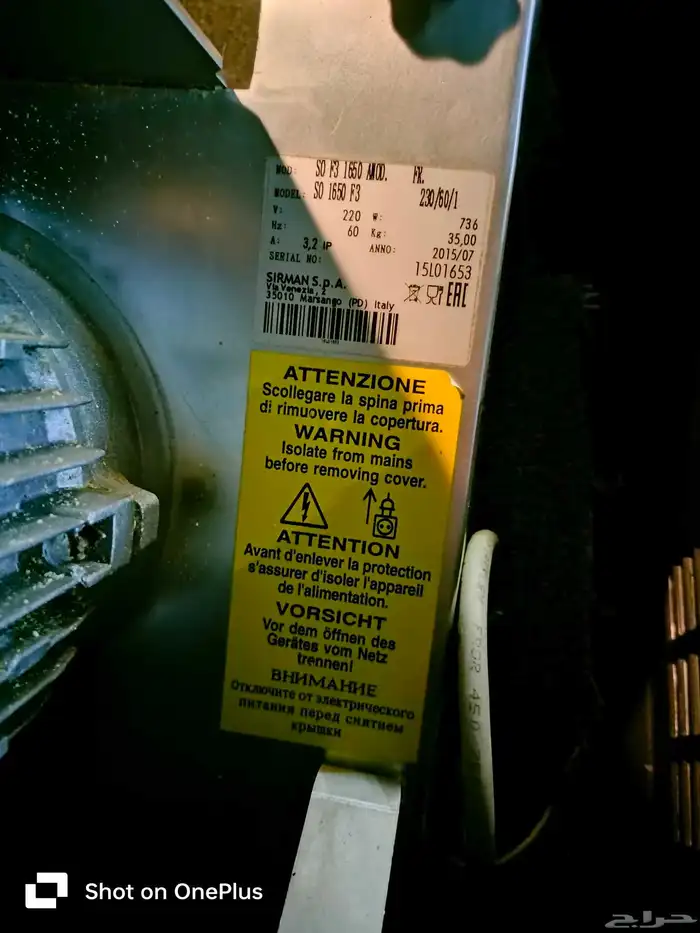 MOD: SO F3 1650 AMOD. FR.
MODEL: SO 1650 F3 230/60/1
V: 220 W: 736
Hz: 60 Kg: 35,00
A: 3,2 IP ANNO: 2015/07
SERIAL NO: 15L01653
SIRMAN S.p.A.
Via Venezia, 2
35010 Marsango (PD) Italy
EAC
ATTENZIONE
Scollegare la spina prima
di rimuovere la copertura.
WARNING
Isolate from mains
before removing cover.
ATTENTION
Avant d'enlever la protection
s'assurer d'isoler l'appareil
de l'alimentation.
VORSICHT
Vor dem öffnen des
Gerätes vom Netz
trennen!
ВНИМАНИЕ
Отключите от электрического
питания перед снятием
крышки
Shot on OnePlus
حراج